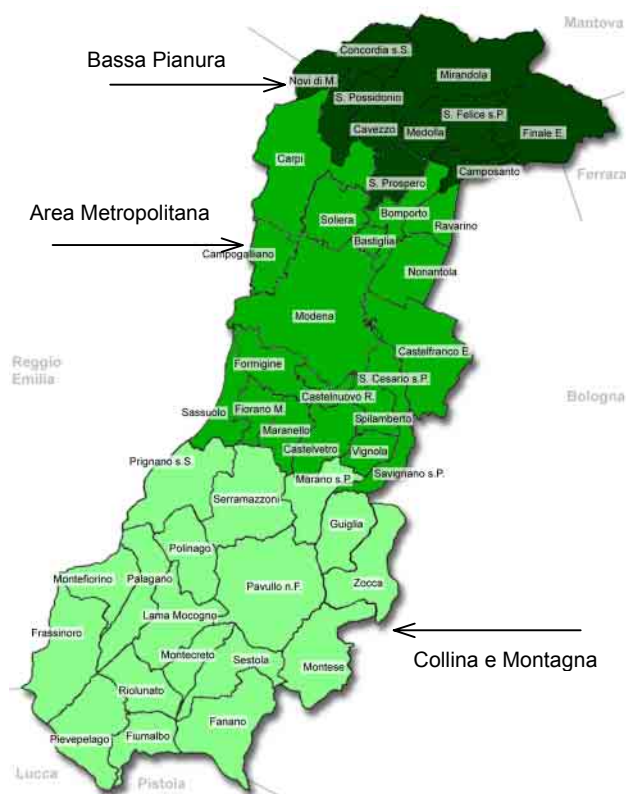 Mantova
Concordia s.S.
Bassa Pianura
Mirandola
Novi di M.
S. Possidonio
S. Felice s.P.
Cavezzo
Medolla
Finale E.
Carpi
Camposanto
Ferrara
S. Prospero
Area Metropolitana
Soliera
Bomporto
Ravarino
Bastiglia
Campogalliano
Nonantola
Modena
Castelfranco E.
Reggio
Emilia
Formigine
S. Cesario s.P.
Bologna
Castelnuovo R.
Sassuolo
Fiorano M.
Spilamberto
Maranello
Castelvetro
Vignola
Prignano s.S.
Marano s.P.
Savignano s.P.
Serramazzoni
Guiglia
Polinago
Montefiorino
Palagano
Pavullo n.F.
Zocca
Lama Mocogno
Frassinoro
Montecreto
Sestola
Montese
Collina e Montagna
Riolunato
Fanano
Pievepelago
Fiumalbo
Lucca
Pistoia